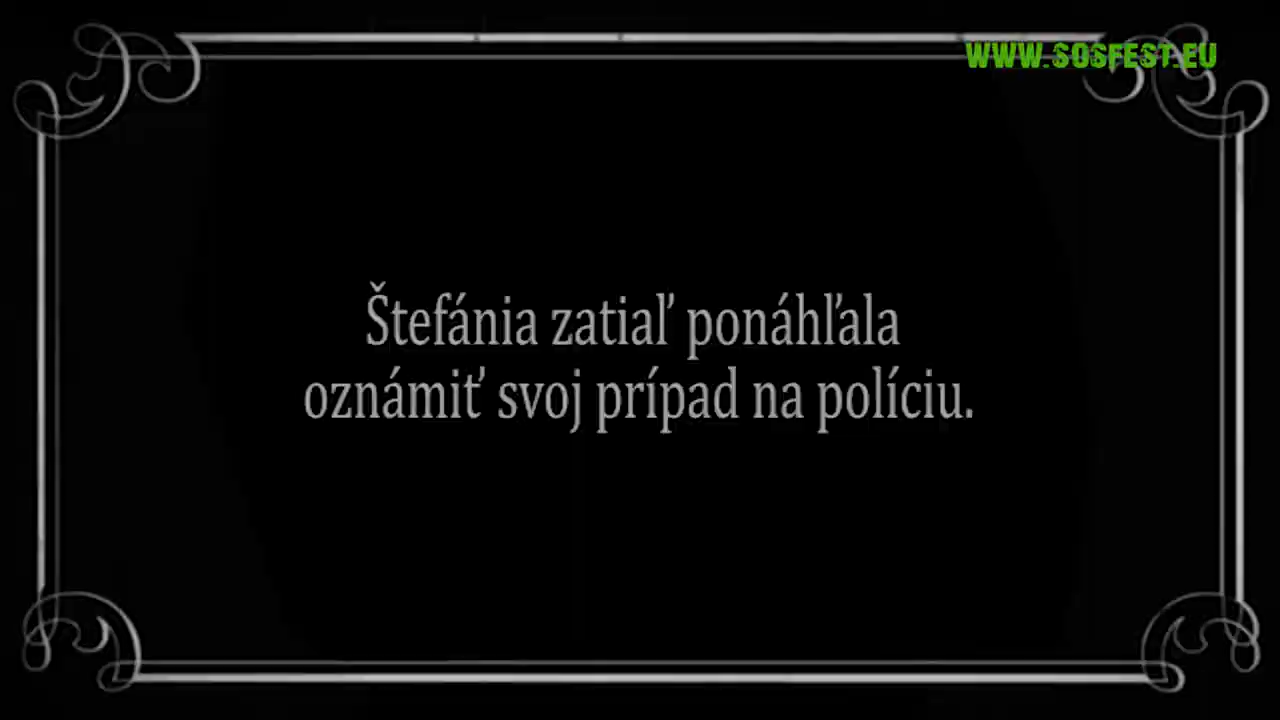 WWW.SOSFEST.EU
Štefánia zatiaľ ponáhľala
oznámiť svoj prípad na políciu.